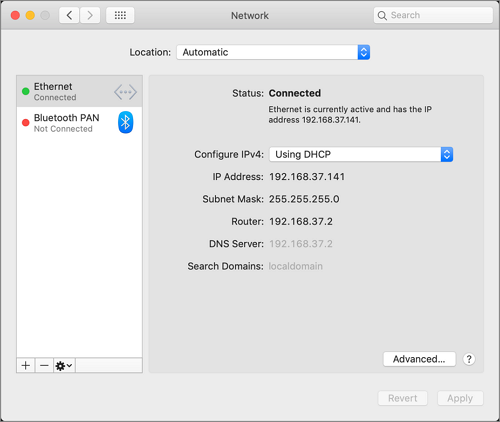 Network
Search
Location: Automatic
Ethernet
Connected
Bluetooth PAN
Not Connected
Status: Connected
Ethernet is currently active and has the IP
address 192.168.37.141.
Configure IPv4: Using DHCP
IP Address: 192.168.37.141
Subnet Mask: 255.255.255.0
Router: 192.168.37.2
DNS Server: 192.168.37.2
Search Domains: localdomain
Advanced... ?
Revert Apply